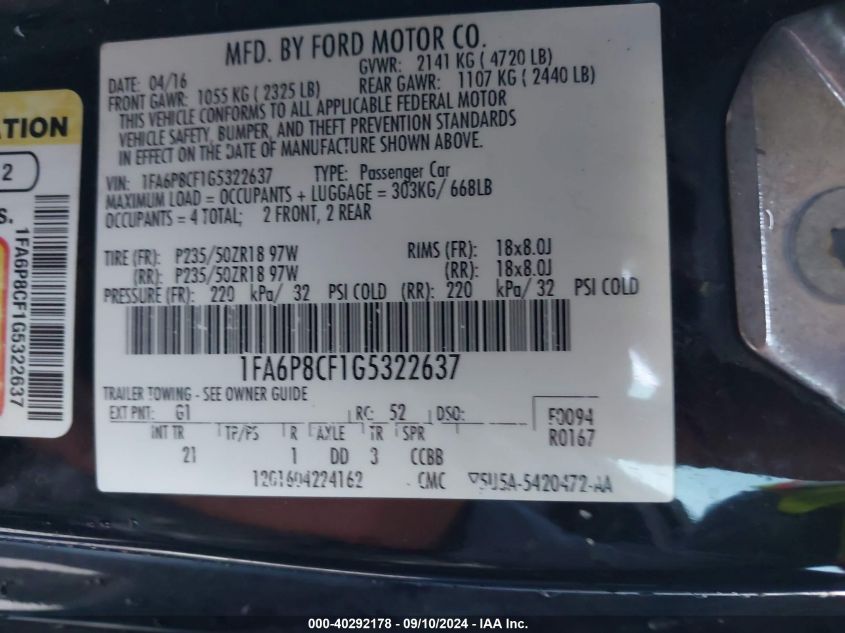 MFD. BY FORD MOTOR CO.
DATE: 04/16 GVWR: 2141 KG ( 4720 LB)
FRONT GAWR: 1055 KG ( 2325 LB) REAR GAWR: 1107 KG ( 2440 LB)
THIS VEHICLE CONFORMS TO ALL APPLICABLE FEDERAL MOTOR
VEHICLE SAFETY, BUMPER, AND THEFT PREVENTION STANDARDS
IN EFFECT ON THE DATE OF MANUFACTURE SHOWN ABOVE.
VIN: 1FA6P8CF1G5322637 TYPE: Passenger Car
MAXIMUM LOAD = OCCUPANTS + LUGGAGE = 303KG/ 668LB
OCCUPANTS = 4 TOTAL; 2 FRONT, 2 REAR
TIRE (FR): P235/50ZR18 97W RIMS (FR): 18x8.0J
(RR): P235/50ZR18 97W (RR): 18x8.0J
PRESSURE (FR): 220 kPa/ 32 PSI COLD (RR): 220 kPa/ 32 PSI COLD
1FA6P8CF1G5322637
TRAILER TOWING - SEE OWNER GUIDE
EXT PNT: G1 RC: 52 DSO: F0094
R0167
INT TR TP/PS R AXLE TR SPR
21 1 DD 3 CCBB
12G1604224162 CMC 5U5A-5420472-AA
ATION
2
S.
1FA6P8CF1G5322637
000-40292178 - 09/10/2024 - IAA Inc.